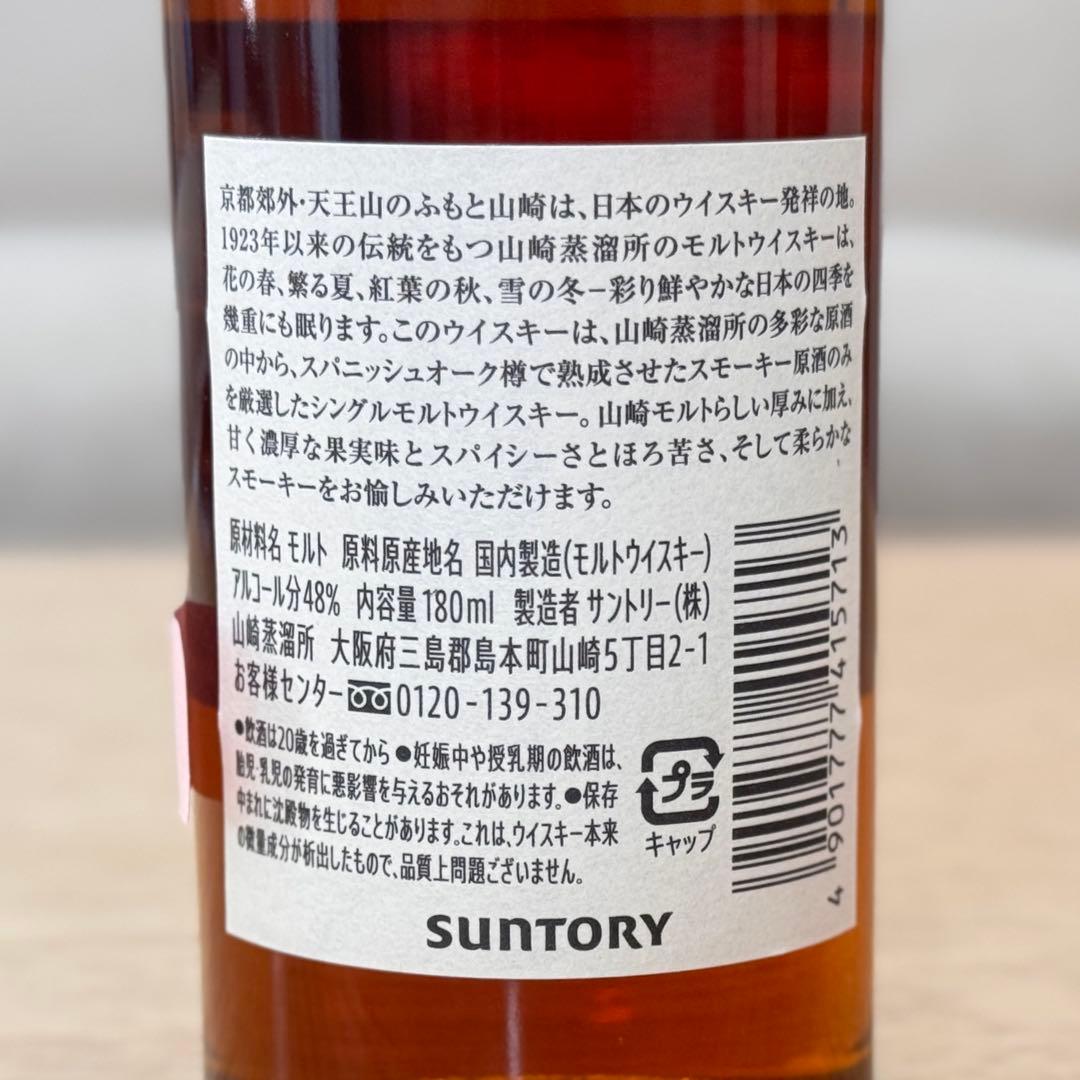 京都郊外・天王山のふもと山崎は、日本のウイスキー発祥の地。
1923年以来の伝統をもつ山崎蒸溜所のモルトウイスキーは、
花の春、繁る夏、紅葉の秋、雪の冬−彩り鮮やかな日本の四季を
幾重にも眠ります。このウイスキーは、山崎蒸溜所の多彩な原酒
の中から、スパニッシュオーク樽で熟成させたスモーキー原酒のみ
を厳選したシングルモルトウイスキー。山崎モルトらしい厚みに加え、
甘く濃厚な果実味とスパイシーさとほろ苦さ、そして柔らかな
スモーキーをお愉しみいただけます。
原材料名 モルト 原料原産地名 国内製造(モルトウイスキー)
アルコール分48% 内容量180ml 製造者 サントリー(株)
山崎蒸溜所 大阪府三島郡島本町山崎5丁目2-1
お客様センター 0120-139-310
●飲酒は20歳を過ぎてから ●妊娠中や授乳期の飲酒は、
胎児・乳児の発育に悪影響を与えるおそれがあります。●保存
中まれに沈殿物を生じることがあります。これは、ウイスキー本来
の微量成分が析出したもので、品質上問題ございません。
プラ
キャップ
4 901777 415713
SUNTORY